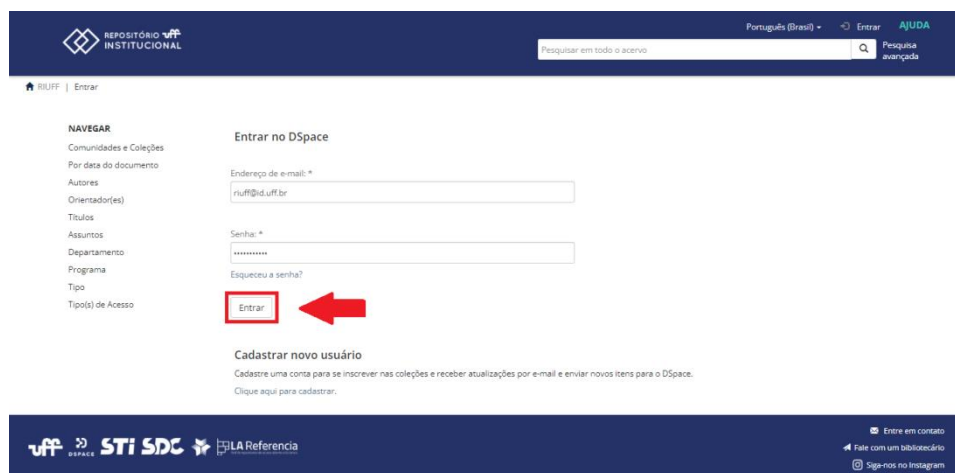 REPOSITÓRIO uff
INSTITUCIONAL
Português (Brasil)
Entrar
AJUDA
Pesquisar em todo o acervo
Pesquisa
avançada
RIUFF | Entrar
NAVEGAR
Comunidades e Coleções
Por data do documento
Autores
Orientador(es)
Títulos
Assuntos
Departamento
Programa
Tipo
Tipo(s) de Acesso
Entrar no DSpace
Endereço de e-mail: *
riuff@id.uff.br
Senha: *
•••••••••••
Esqueceu a senha?
Entrar
Cadastrar novo usuário
Cadastre uma conta para se inscrever nas coleções e receber atualizações por e-mail e enviar novos itens para o DSpace.
Clique aqui para cadastrar.
uff DSPACE STI SDC LA Referencia
Entre em contato
Fale com um bibliotecário
Siga-nos no Instagram